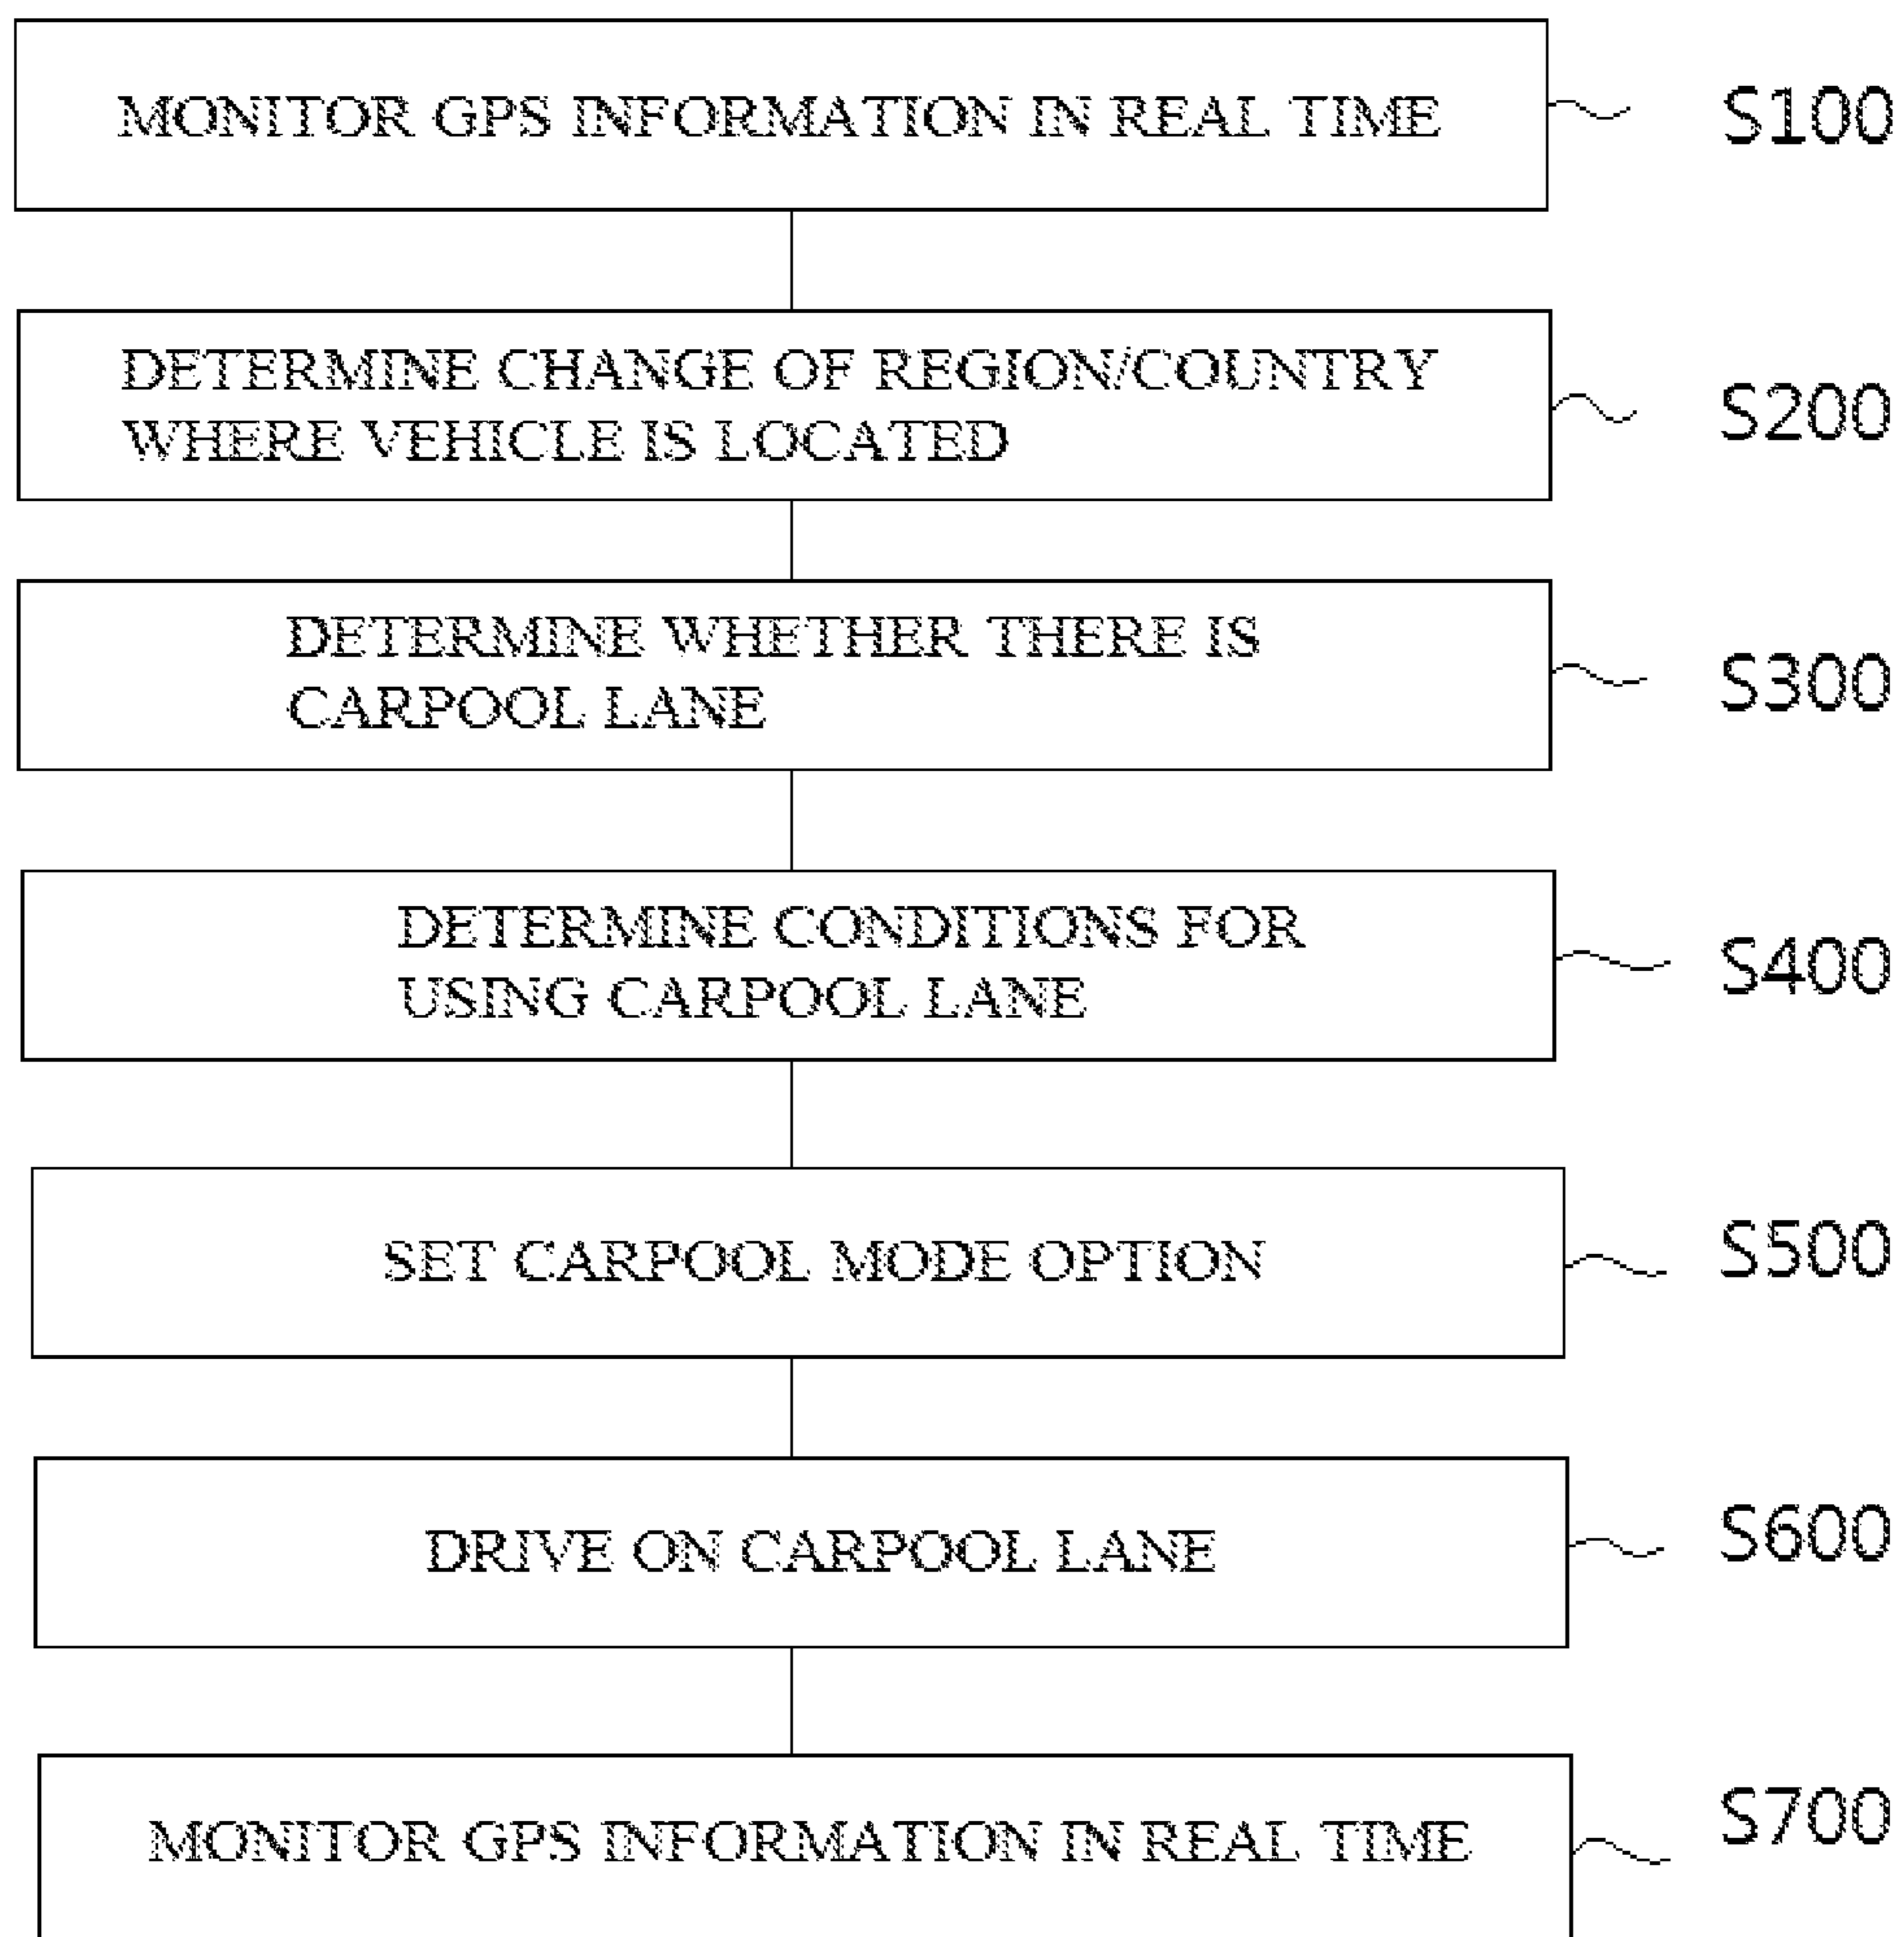 MONITOR GPS INFORMATION IN REAL TIME
S100
DETERMINE CHANGE OF REGION/COUNTRY
WHERE VEHICLE IS LOCATED
S200
DETERMINE WHETHER THERE IS
CARPOOL LANE
S300
DETERMINE CONDITIONS FOR
USING CARPOOL LANE
S400
SET CARPOOL MODE OPTION
S500
DRIVE ON CARPOOL LANE
S600
MONITOR GPS INFORMATION IN REAL TIME
S700